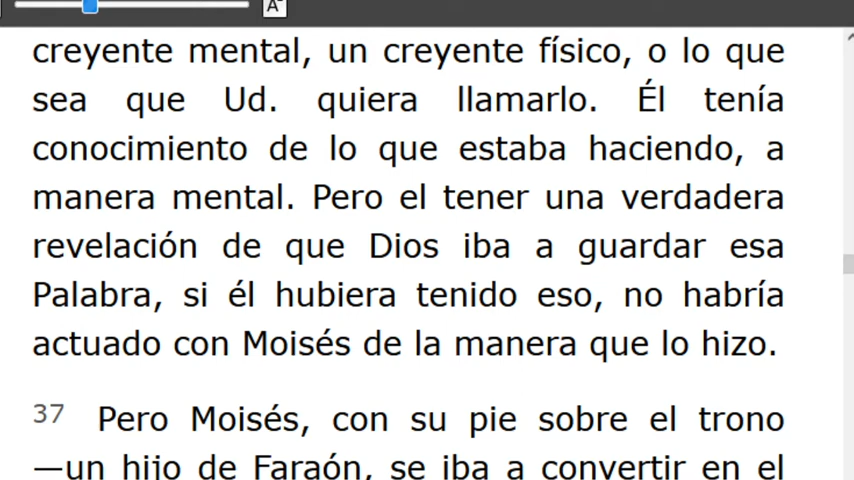 A
creyente mental, un creyente físico, o lo que
sea que Ud. quiera llamarlo. Él tenía
conocimiento de lo que estaba haciendo, a
manera mental. Pero el tener una verdadera
revelación de que Dios iba a guardar esa
Palabra, si él hubiera tenido eso, no habría
actuado con Moisés de la manera que lo hizo.
37 Pero Moisés, con su pie sobre el trono
—un hijo de Faraón, se iba a convertir en el